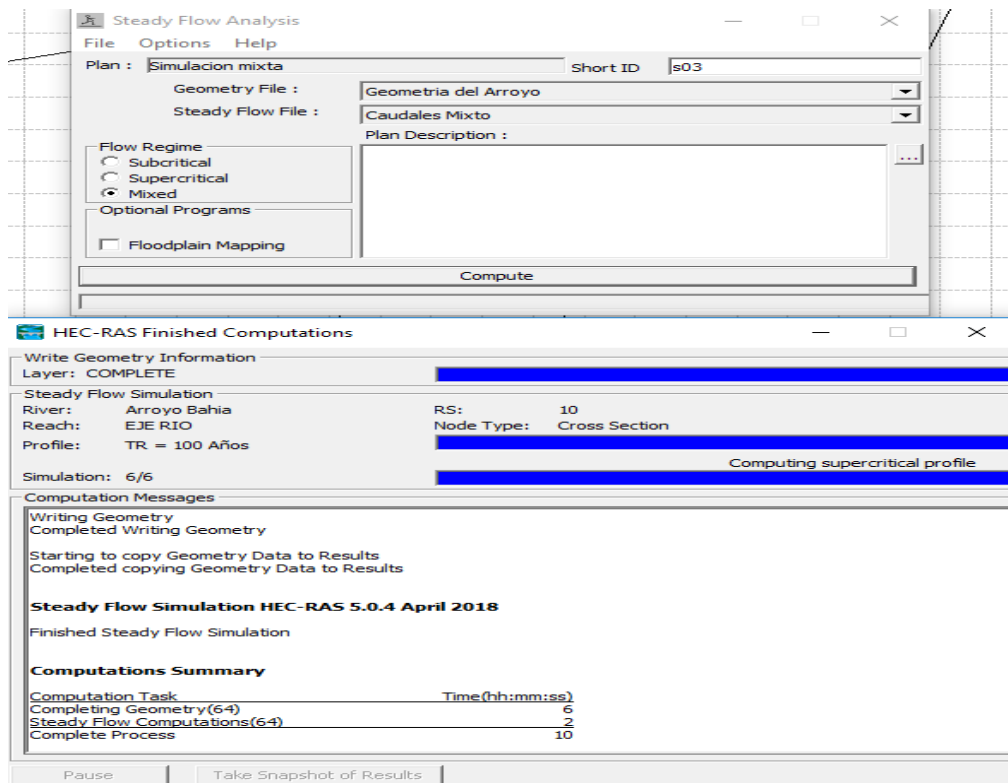 Steady Flow Analysis
File Options Help
Plan : Simulacion mixta Short ID s03
Geometry File : Geometria del Arroyo
Steady Flow File : Caudales Mixto
Plan Description :
Flow Regime
Subcritical
Supercritical
Mixed
...
Optional Programs
Floodplain Mapping
Compute
HEC-RAS Finished Computations
Write Geometry Information
Layer: COMPLETE
Steady Flow Simulation
River: Arroyo Bahia RS: 10
Reach: EJE RIO Node Type: Cross Section
Profile: TR = 100 Años
Computing supercritical profile
Simulation: 6/6
Computation Messages
Writing Geometry
Completed Writing Geometry
Starting to copy Geometry Data to Results
Completed copying Geometry Data to Results
Steady Flow Simulation HEC-RAS 5.0.4 April 2018
Finished Steady Flow Simulation
Computations Summary
Computation Task Time(hh:mm:ss)
Completing Geometry(64) 6
Steady Flow Computations(64) 2
Complete Process 10
Pause Take Snapshot of Results